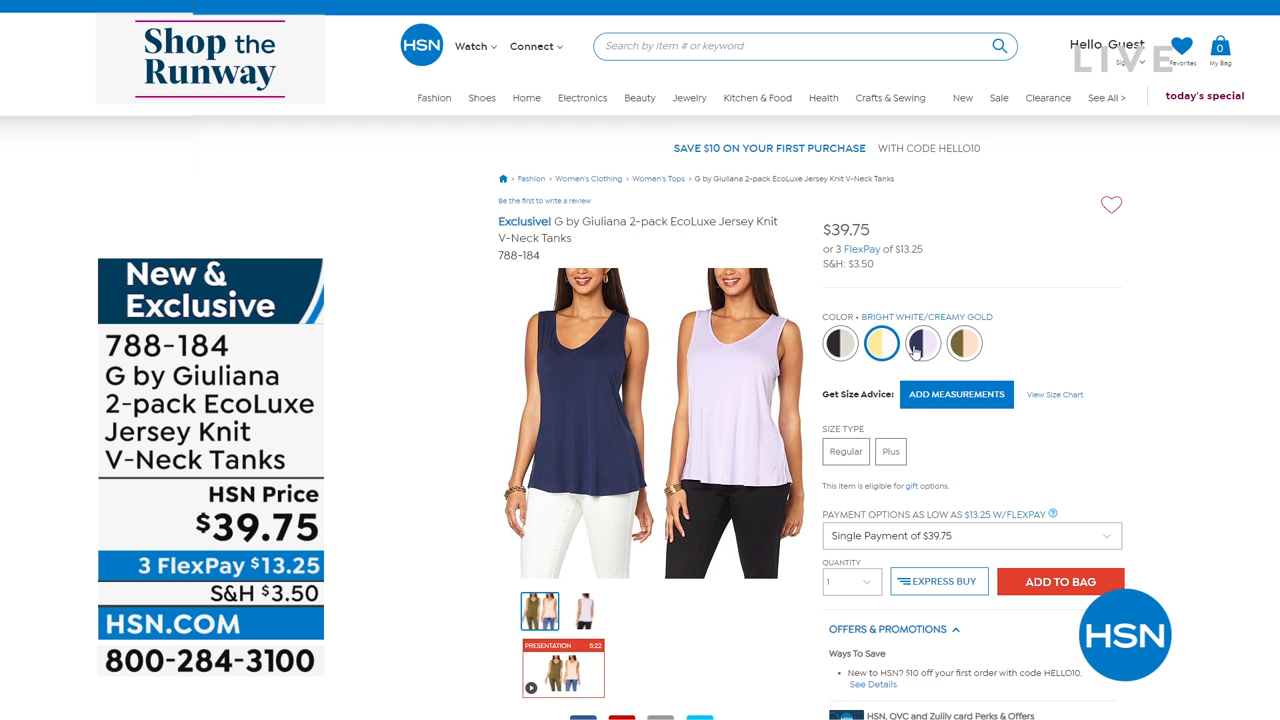 Shop the
Runway
HSN
Watch
Connect
Search by item # or keyword
Hello, Guest
LIVE
Favorites
0
My Bag
Fashion
Shoes
Home
Electronics
Beauty
Jewelry
Kitchen & Food
Health
Crafts & Sewing
New
Sale
Clearance
See All >
today's special
SAVE $10 ON YOUR FIRST PURCHASE WITH CODE HELLO10
> Fashion > Women's Clothing > Women's Tops > G by Giuliana 2-pack EcoLuxe Jersey Knit V-Neck Tanks
Be the first to write a review
Exclusive! G by Giuliana 2-pack EcoLuxe Jersey Knit
V-Neck Tanks
788-184
$39.75
or 3 FlexPay of $13.25
S&H: $3.50
COLOR • BRIGHT WHITE/CREAMY GOLD
Get Size Advice:
ADD MEASUREMENTS
View Size Chart
SIZE TYPE
Regular
Plus
This item is eligible for gift options.
PAYMENT OPTIONS AS LOW AS $13.25 W/FLEXPAY ?
Single Payment of $39.75
QUANTITY
1
EXPRESS BUY
ADD TO BAG
OFFERS & PROMOTIONS
Ways To Save
• New to HSN? $10 off your first order with code HELLO10.
See Details
HSN, QVC and Zulily card Perks & Offers
PRESENTATION 5:22
HSN
New &
Exclusive
788-184
G by Giuliana
2-pack EcoLuxe
Jersey Knit
V-Neck Tanks
HSN Price
$39.75
3 FlexPay $13.25
S&H $3.50
HSN.COM
800-284-3100